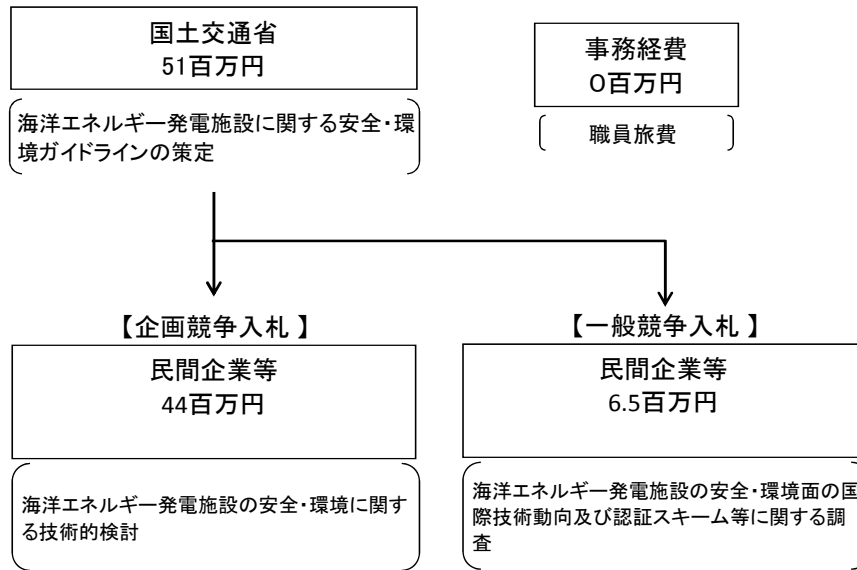 国土交通省
51百万円
海洋エネルギー発電施設に関する安全・環
境ガイドラインの策定
事務経費
0百万円
職員旅費
【企画競争入札】
民間企業等
44百万円
海洋エネルギー発電施設の安全・環境に関す
る技術的検討
【一般競争入札】
民間企業等
6.5百万円
海洋エネルギー発電施設の安全・環境面の国
際技術動向及び認証スキーム等に関する調
査